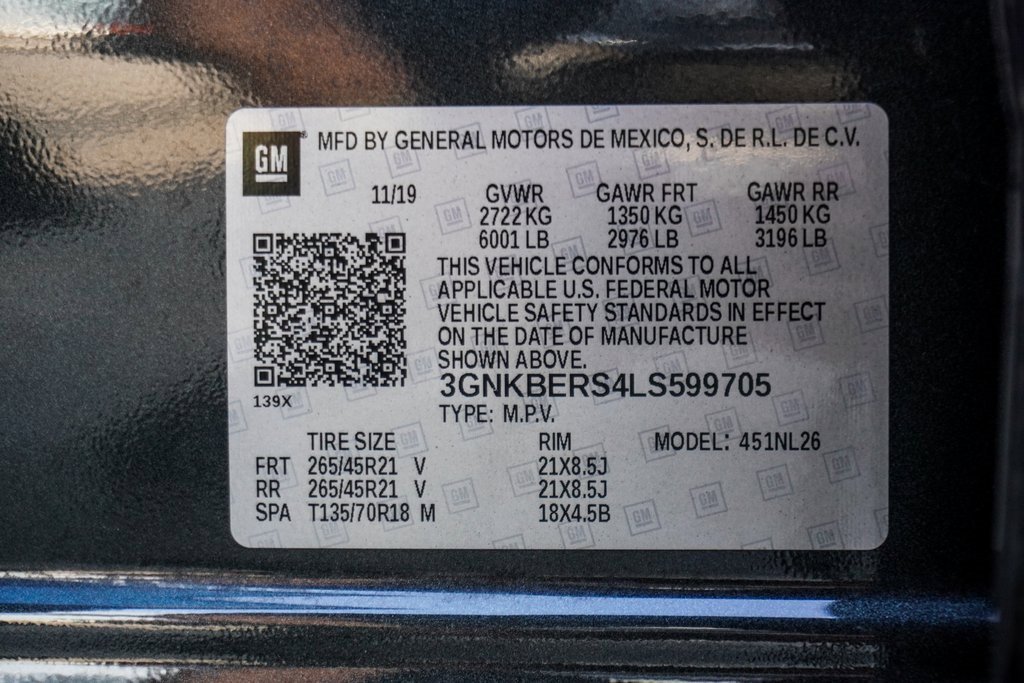 GM ® MFD BY GENERAL MOTORS DE MEXICO, S. DE R.L. DE C.V.
11/19 GVWR GAWR FRT GAWR RR
2722 KG 1350 KG 1450 KG
6001 LB 2976 LB 3196 LB
THIS VEHICLE CONFORMS TO ALL
APPLICABLE U.S. FEDERAL MOTOR
VEHICLE SAFETY STANDARDS IN EFFECT
ON THE DATE OF MANUFACTURE
SHOWN ABOVE.
3GNKBERS4LS599705
139X
TYPE: M.P.V.
TIRE SIZE RIM MODEL: 451NL26
FRT 265/45R21 V 21X8.5J
RR 265/45R21 V 21X8.5J
SPA T135/70R18 M 18X4.5B